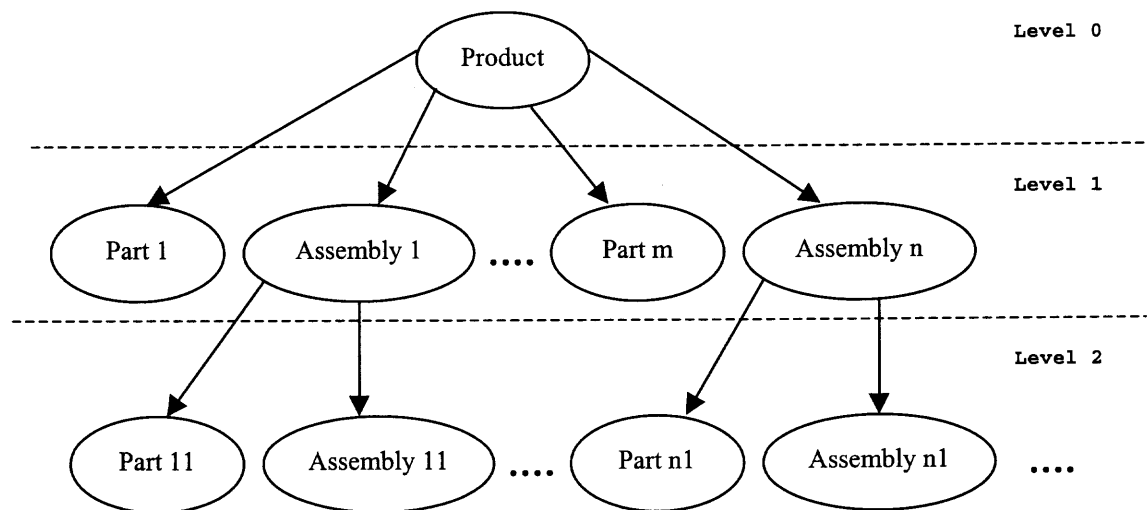 Level 0
Product
Level 1
Part 1
Assembly 1
....
Part m
Assembly n
Level 2
Part 11
Assembly 11
....
Part n1
Assembly n1
....